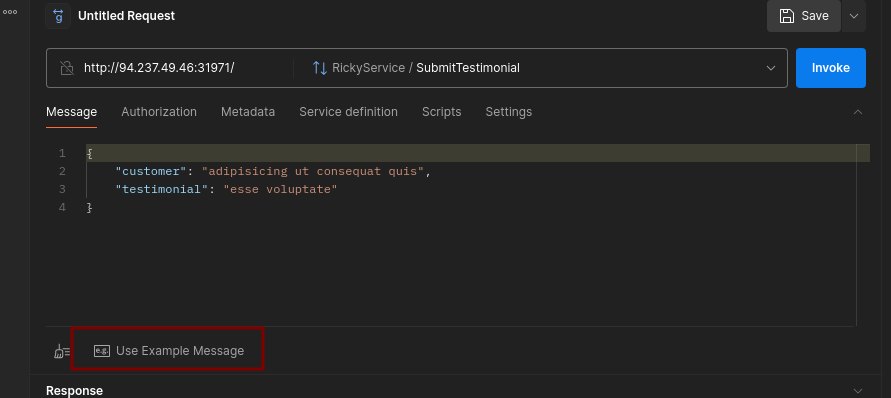 Untitled Request
Save
http://94.237.49.46:31971/ RickyService / SubmitTestimonial
Invoke
Message Authorization Metadata Service definition Scripts Settings
1 {
2 "customer": "adipisicing ut consequat quis",
3 "testimonial": "esse voluptate"
4 }
e.g. Use Example Message
Response